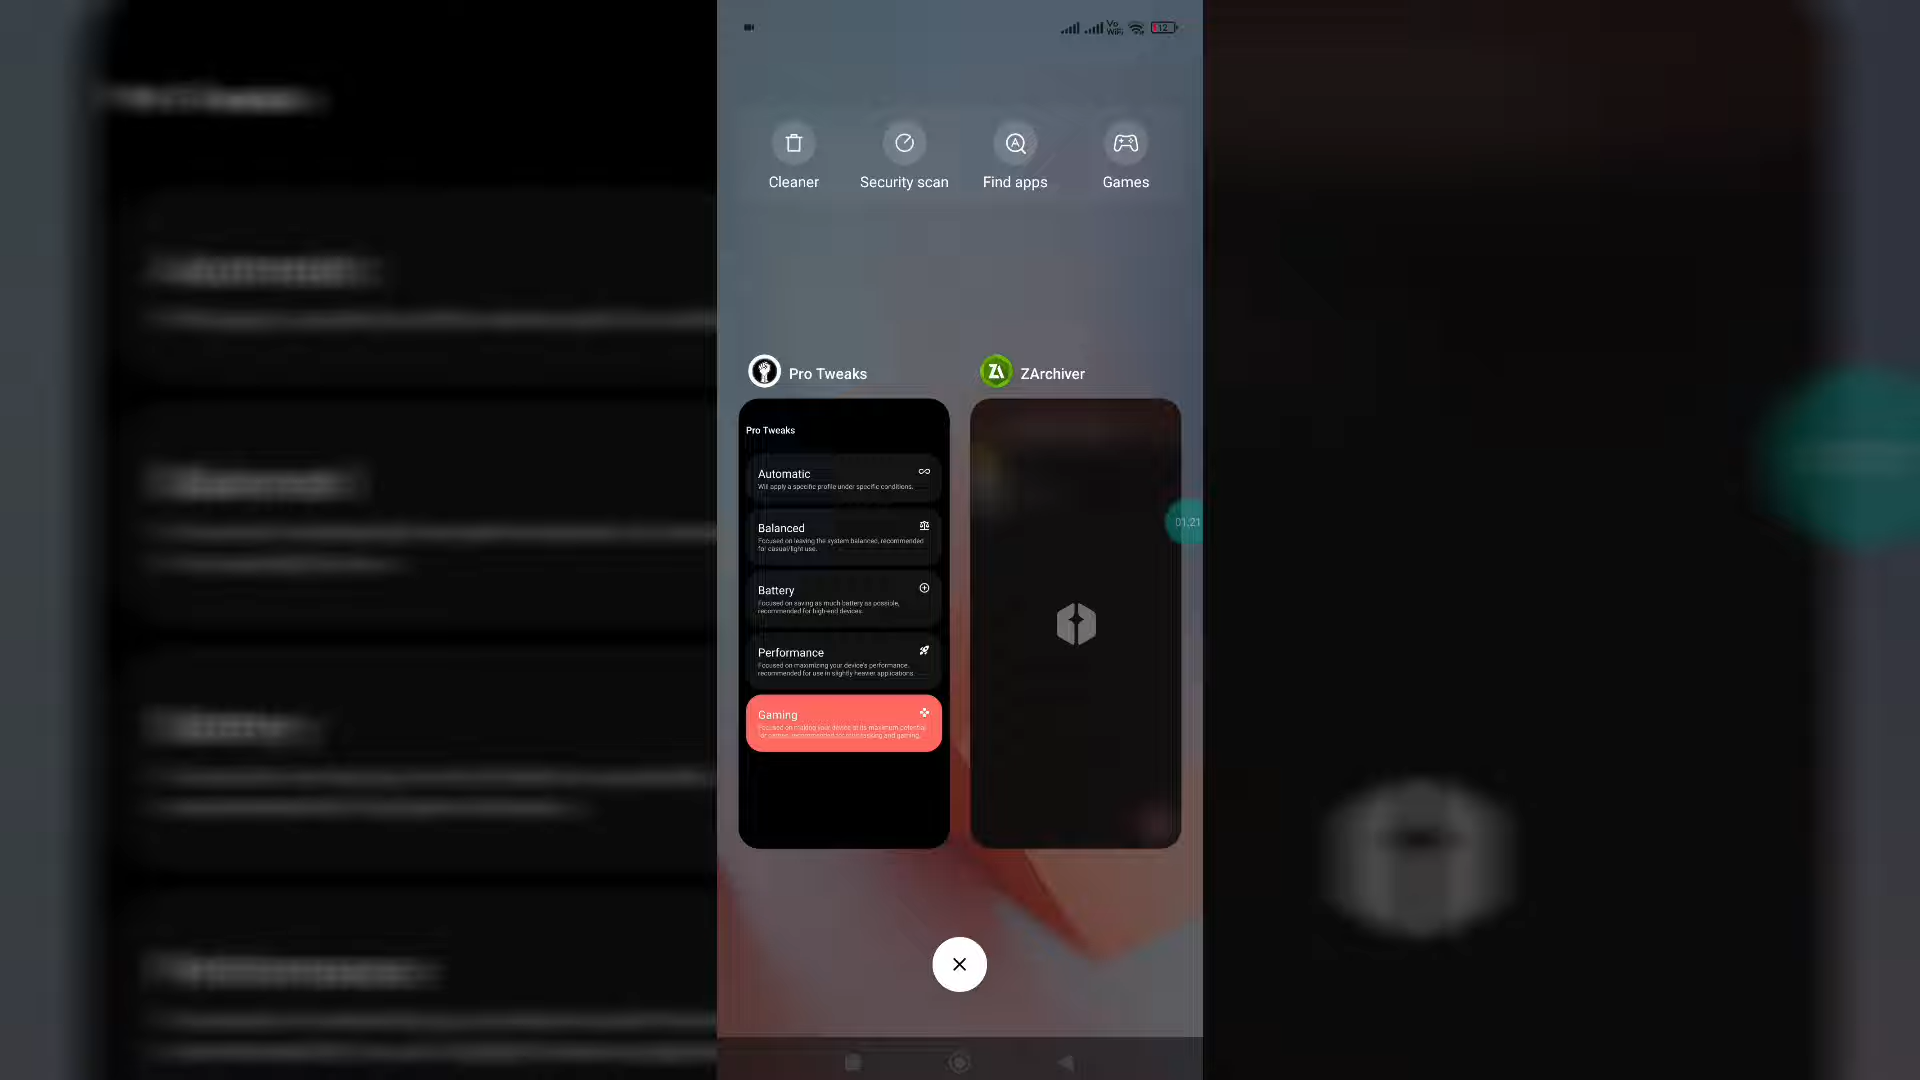 Vo
WiFi
12
Cleaner
Security scan
Find apps
Games
Pro Tweaks
ZA
ZArchiver
Pro Tweaks
Automatic
Will apply a specific profile under specific conditions.
Balanced
Focused on leaving the system balanced, recommended
for casual/light use.
Battery
Focused on saving as much battery as possible,
recommended for high-end devices.
Performance
Focused on maximizing your device's performance,
recommended for use in slightly heavier applications.
Gaming
Focused on making your device at its maximum potential
for games, recommended for multitasking and gaming.
01:21